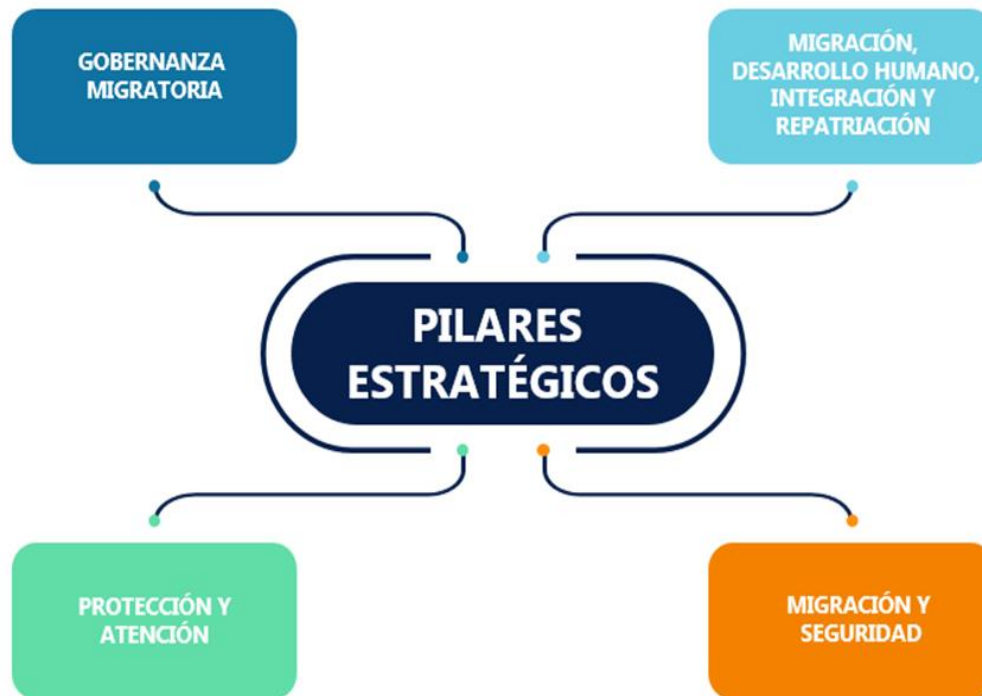 GOBERNANZA
MIGRATORIA
MIGRACIÓN,
DESARROLLO HUMANO,
INTEGRACIÓN Y
REPATRIACIÓN
PILARES
ESTRATÉGICOS
PROTECCIÓN Y
ATENCIÓN
MIGRACIÓN Y
SEGURIDAD